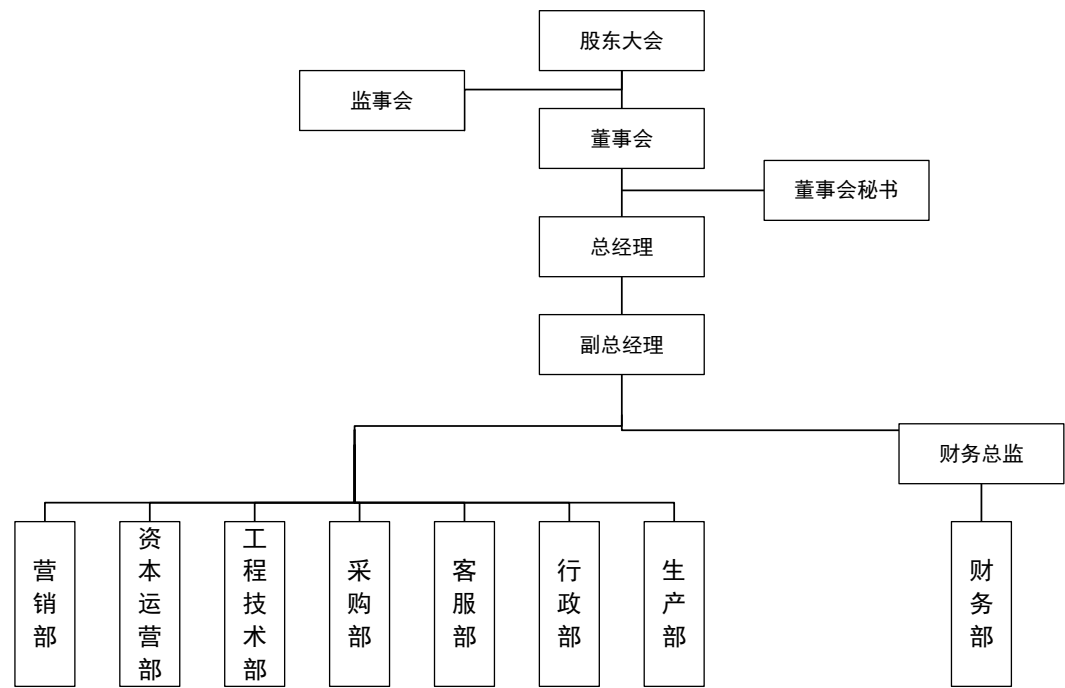 股东大会
监事会
董事会
董事会秘书
总经理
副总经理
财务总监
营销部
资本运营部
工程技术部
采购部
客服部
行政部
生产部
财务部